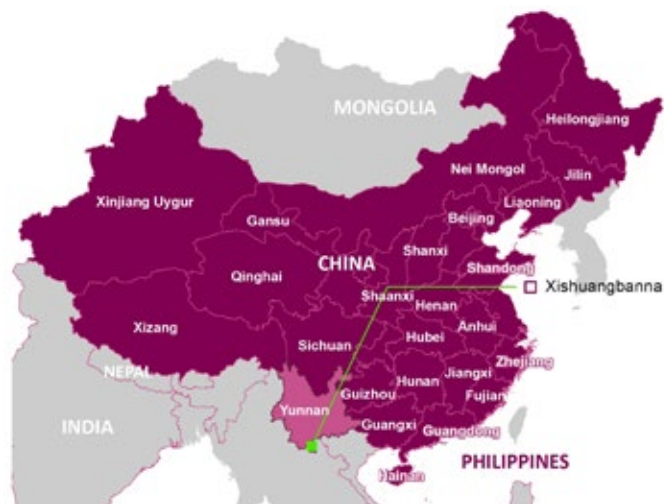 MONGOLIA
Heilongjiang
Nei Mongol
Jilin
Xinjiang Uygur
Liaoning
Gansu
Beijing
Shanxi
CHINA
Shandong
Qinghai
Xishuangbanna
Shaanxi
Henan
Xizang
Anhui
Hubei
Sichuan
Zhejiang
NEPAL
Jiangxi
Hunan
Guizhou
Fujian
Yunnan
INDIA
Guangxi
Guangdong
PHILIPPINES
Hainan